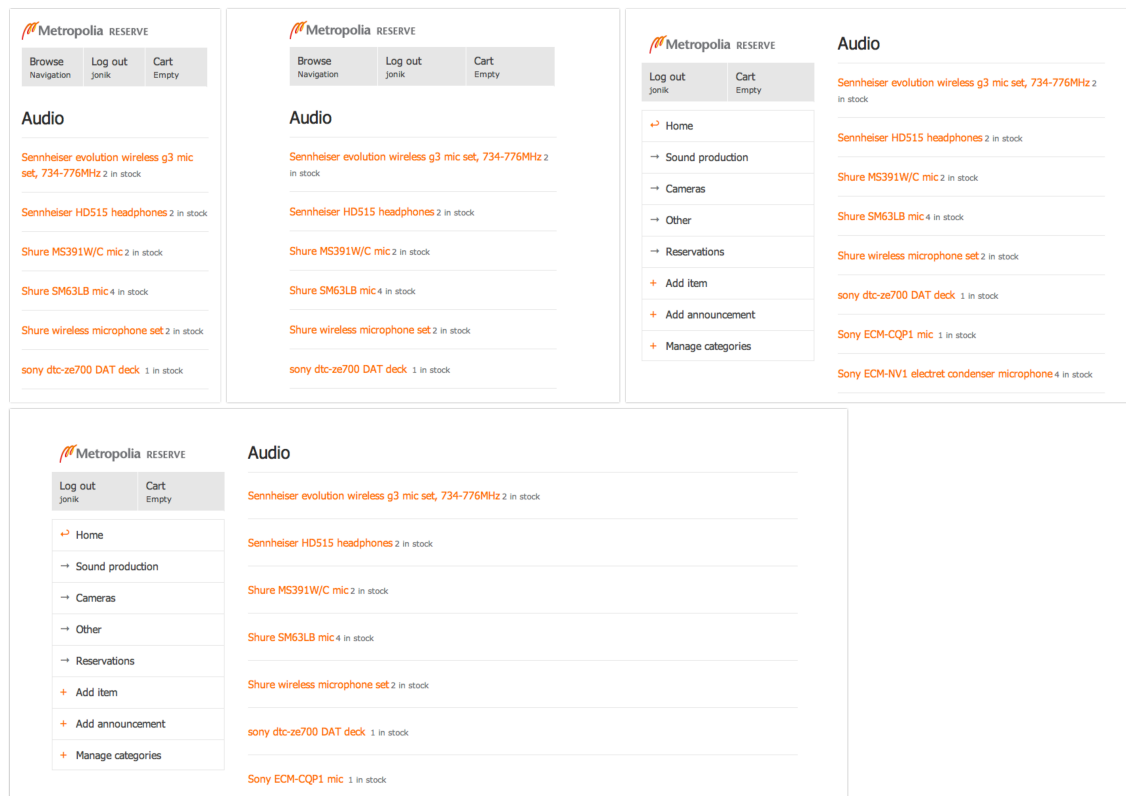 Metropolia RESERVE
Browse Log out Cart
Navigation jonik Empty
Audio
Sennheiser evolution wireless g3 mic
set, 734-776MHz 2 in stock
Sennheiser HD515 headphones 2 in stock
Shure MS391W/C mic 2 in stock
Shure SM63LB mic 4 in stock
Shure wireless microphone set 2 in stock
sony dtc-ze700 DAT deck 1 in stock
Metropolia RESERVE
Browse Log out Cart
Navigation jonik Empty
Audio
Sennheiser evolution wireless g3 mic set, 734-776MHz 2
in stock
Sennheiser HD515 headphones 2 in stock
Shure MS391W/C mic 2 in stock
Shure SM63LB mic 4 in stock
Shure wireless microphone set 2 in stock
sony dtc-ze700 DAT deck 1 in stock
Metropolia RESERVE
Log out Cart
jonik Empty
↩ Home
→ Sound production
→ Cameras
→ Other
→ Reservations
+ Add item
+ Add announcement
+ Manage categories
Audio
Sennheiser evolution wireless g3 mic set, 734-776MHz 2
in stock
Sennheiser HD515 headphones 2 in stock
Shure MS391W/C mic 2 in stock
Shure SM63LB mic 4 in stock
Shure wireless microphone set 2 in stock
sony dtc-ze700 DAT deck 1 in stock
Sony ECM-CQP1 mic 1 in stock
Sony ECM-NV1 electret condenser microphone 4 in stock
Metropolia RESERVE
Log out Cart
jonik Empty
↩ Home
→ Sound production
→ Cameras
→ Other
→ Reservations
+ Add item
+ Add announcement
+ Manage categories
Audio
Sennheiser evolution wireless g3 mic set, 734-776MHz 2 in stock
Sennheiser HD515 headphones 2 in stock
Shure MS391W/C mic 2 in stock
Shure SM63LB mic 4 in stock
Shure wireless microphone set 2 in stock
sony dtc-ze700 DAT deck 1 in stock
Sony ECM-CQP1 mic 1 in stock